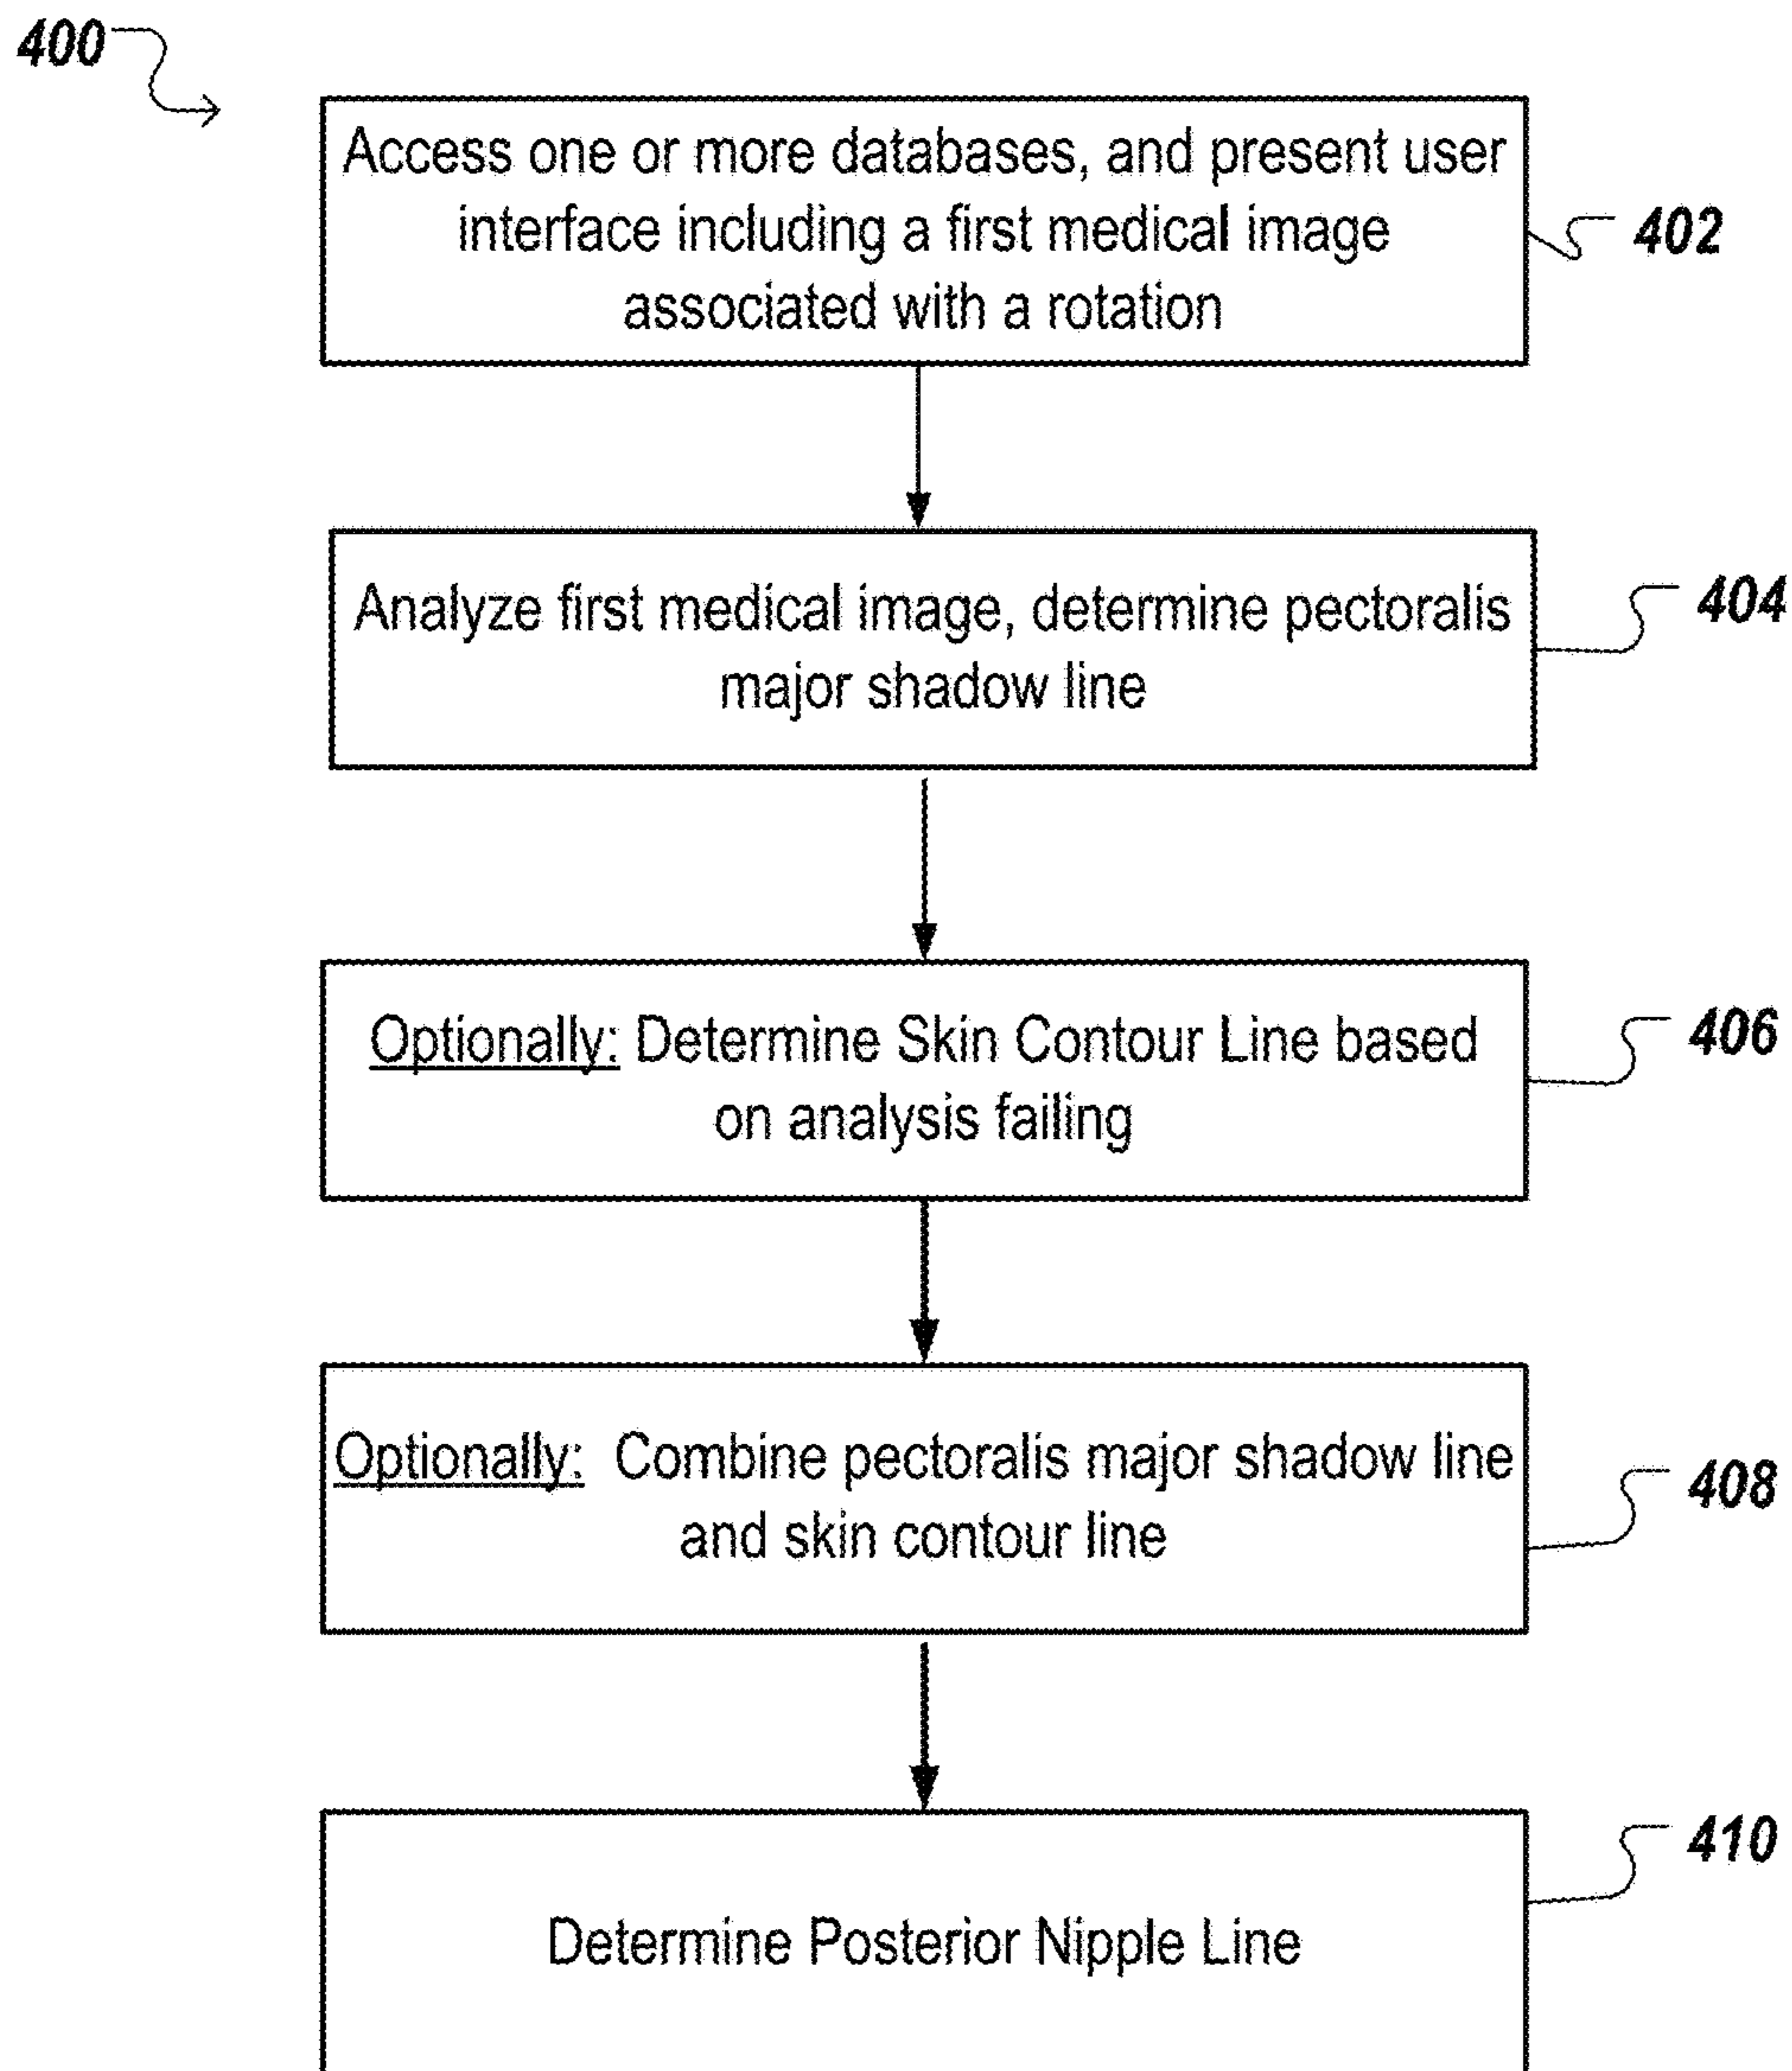 400
Access one or more databases, and present user
interface including a first medical image
associated with a rotation
402
Analyze first medical image, determine pectoralis
major shadow line
404
Optionally: Determine Skin Contour Line based
on analysis failing
406
Optionally: Combine pectoralis major shadow line
and skin contour line
408
Determine Posterior Nipple Line
410